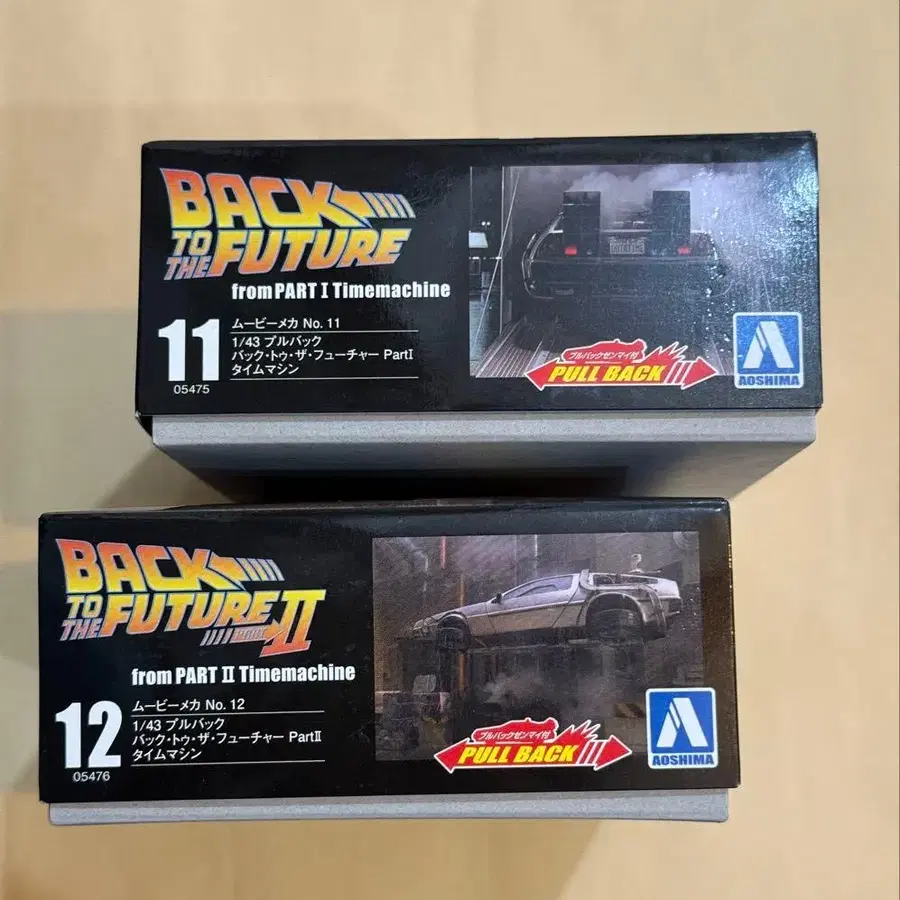 BACK
TO
THE FUTURE
from PART I Timemachine
11
05475
ムービーメカ No. 11
1/43 プルバック
バック・トゥ・ザ・フューチャー PartⅠ
タイムマシン
プルバックゼンマイ付
PULL BACK
AOSHIMA
BACK
TO
THE FUTURE
PART II
from PART II Timemachine
12
05476
ムービーメカ No. 12
1/43 プルバック
バック・トゥ・ザ・フューチャー PartⅡ
タイムマシン
プルバックゼンマイ付
PULL BACK
AOSHIMA